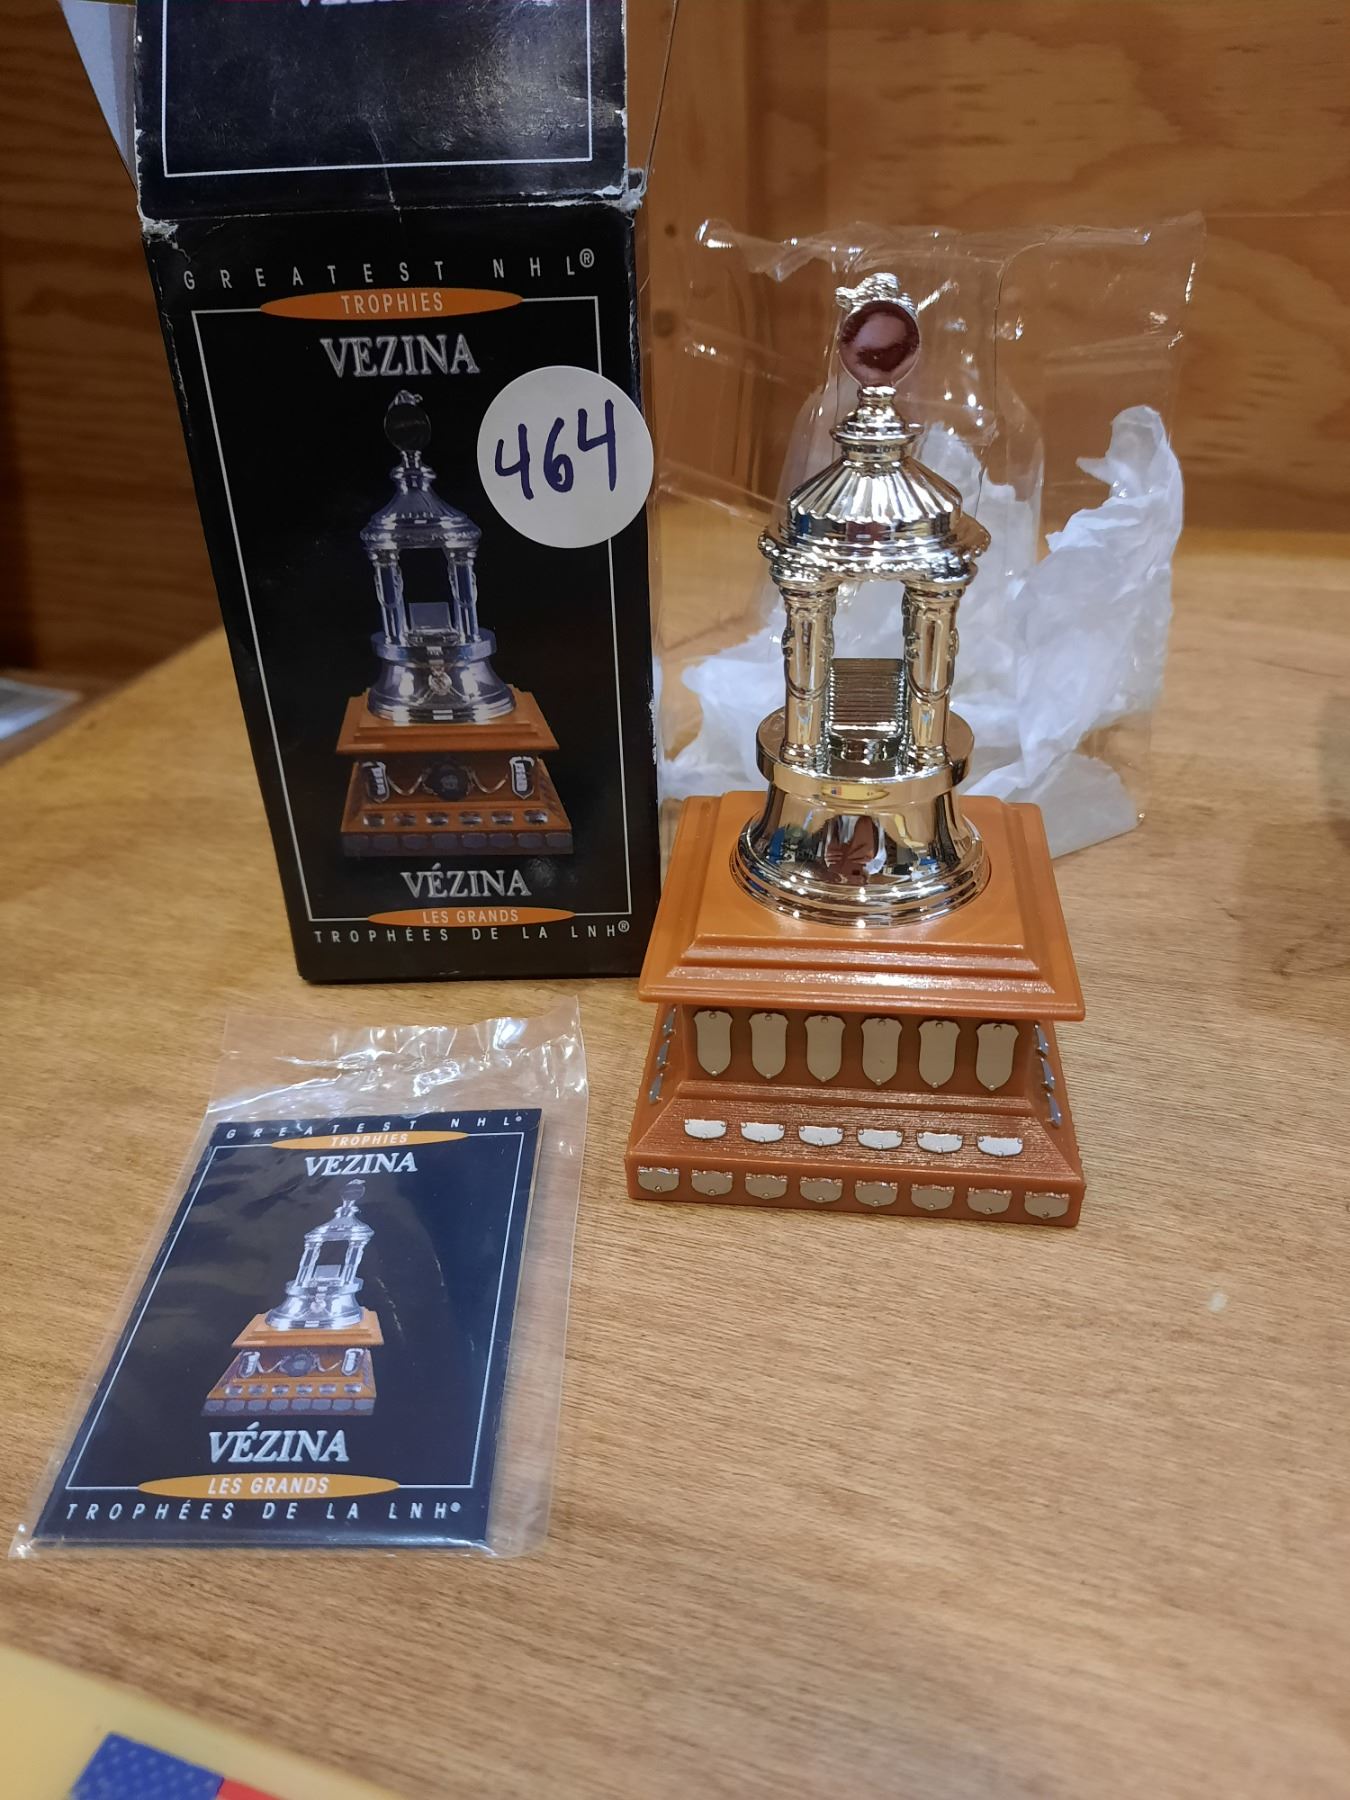 GREATEST NHL®
TROPHIES
VEZINA
464
VÉZINA
LES GRANDS
TROPHÉES DE LA LNH®
GREATEST NHL®
TROPHIES
VEZINA
VÉZINA
LES GRANDS
TROPHÉES DE LA LNH®